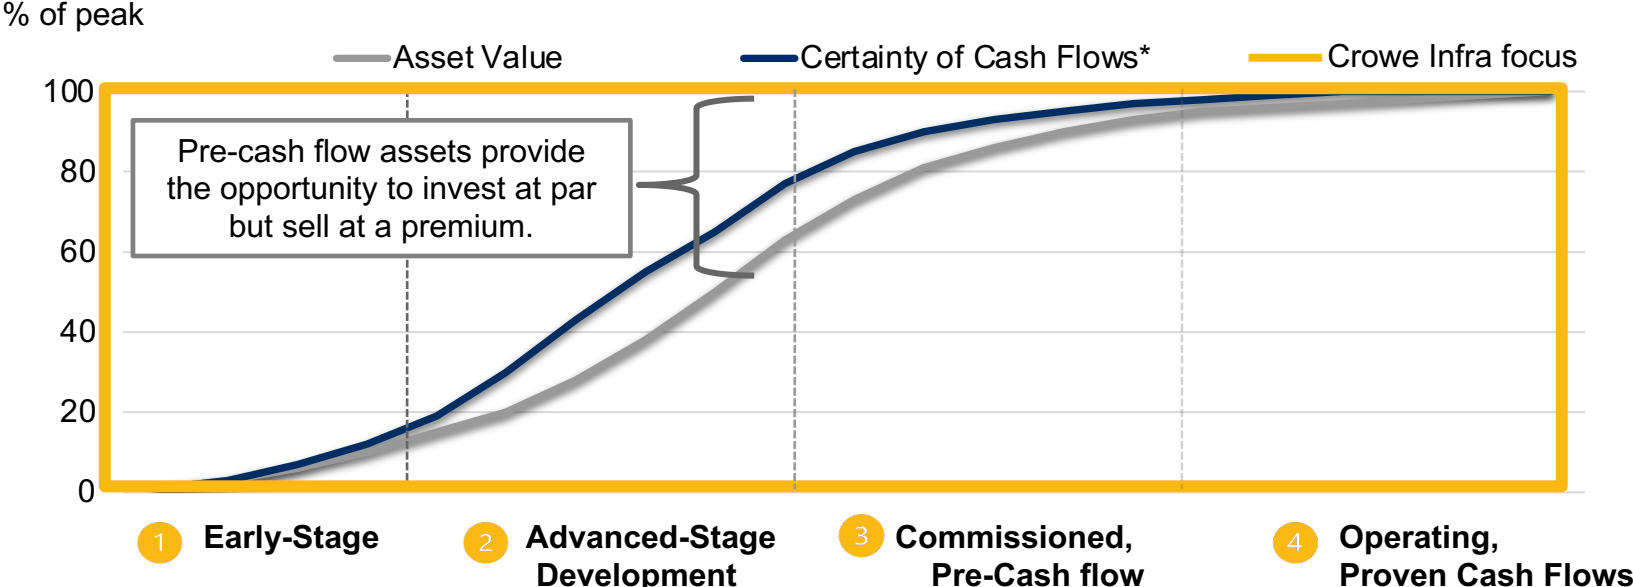 % of peak
Asset Value
Certainty of Cash Flows*
Crowe Infra focus
100
80
60
40
20
0
Pre-cash flow assets provide
the opportunity to invest at par
but sell at a premium.
1 Early-Stage
2 Advanced-Stage
Development
3 Commissioned,
Pre-Cash flow
4 Operating,
Proven Cash Flows